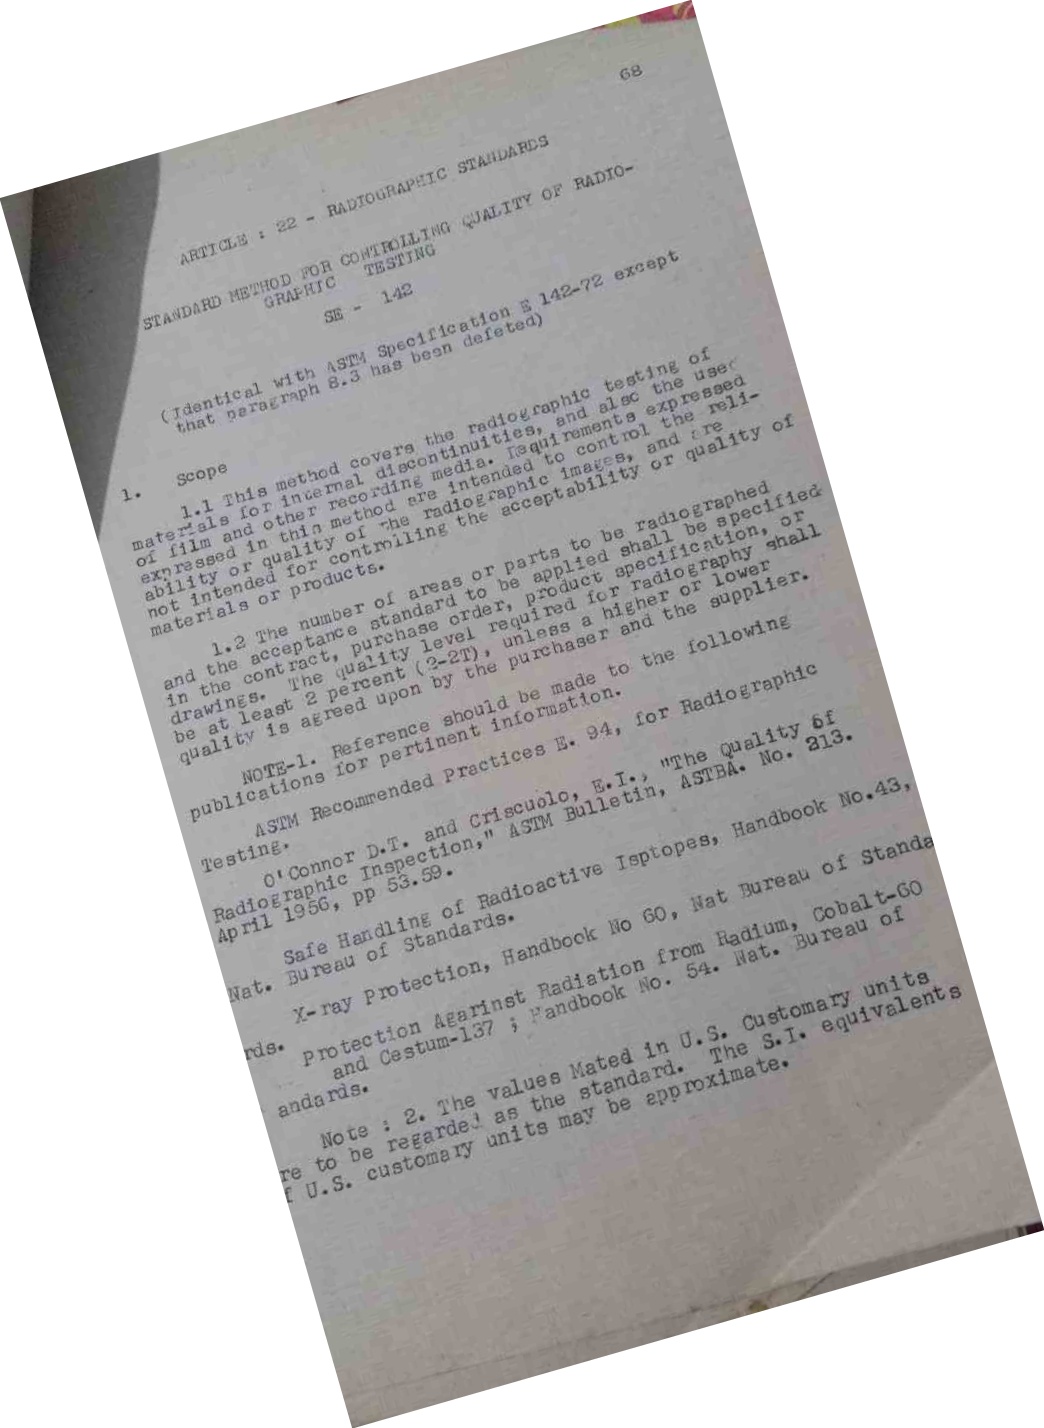 68
ARTICLE : 22 - RADIOGRAPHIC STANDARDS
STANDARD METHOD FOR CONTROLLING QUALITY OF RADIO-
GRAPHIC TESTING
SE - 142
(Identical with ASTM Specification E 142-72 except
that paragraph 8.3 has been defeted)
1. Scope
1.1 This method covers the radiographic testing of
materials for internal discontinuities, and also the use
of film and other recording media. Requirements expressed
expressed in this method are intended to control the reli-
ability or quality of the radiographic images, and are
not intended for controlling the acceptability or quality of
materials or products.
1.2 The number of areas or parts to be radiographed
and the acceptance standard to be applied shall be specified
in the contract, purchase order, product specification, or
drawings. The quality level required for radiography shall
be at least 2 percent (2-2T), unless a higher or lower
quality is agreed upon by the purchaser and the supplier.
NOTE-1. Reference should be made to the following
publications for pertinent information.
ASTM Recommended Practices E. 94, for Radiographic
Testing.
O'Connor D.T. and Criscuolo, E.I., "The Quality of
Radiographic Inspection," ASTM Bulletin, ASTBA. No. 213.
April 1956, pp 53.59.
Safe Handling of Radioactive Isptopes, Handbook No.43,
Nat. Bureau of Standards.
X-ray Protection, Handbook No 60, Nat Bureau of Standa
rds.
Protection Agarinst Radiation from Radium, Cobalt-60
and Cestum-137 ; Handbook No. 54. Nat. Bureau of
andards.
Note : 2. The values Mated in U.S. Customary units
re to be regarded as the standard. The S.I. equivalents
f U.S. customary units may be approximate.